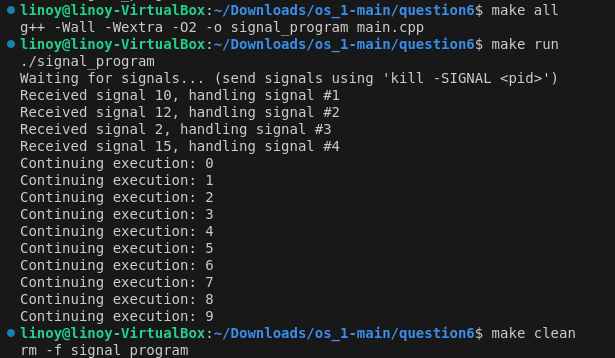 linoy@linoy-VirtualBox:~/Downloads/os_1-main/question6$ make all
g++ -Wall -Wextra -O2 -o signal_program main.cpp
linoy@linoy-VirtualBox:~/Downloads/os_1-main/question6$ make run
./signal_program
Waiting for signals... (send signals using 'kill -SIGNAL <pid>')
Received signal 10, handling signal #1
Received signal 12, handling signal #2
Received signal 2, handling signal #3
Received signal 15, handling signal #4
Continuing execution: 0
Continuing execution: 1
Continuing execution: 2
Continuing execution: 3
Continuing execution: 4
Continuing execution: 5
Continuing execution: 6
Continuing execution: 7
Continuing execution: 8
Continuing execution: 9
linoy@linoy-VirtualBox:~/Downloads/os_1-main/question6$ make clean
rm -f signal_program